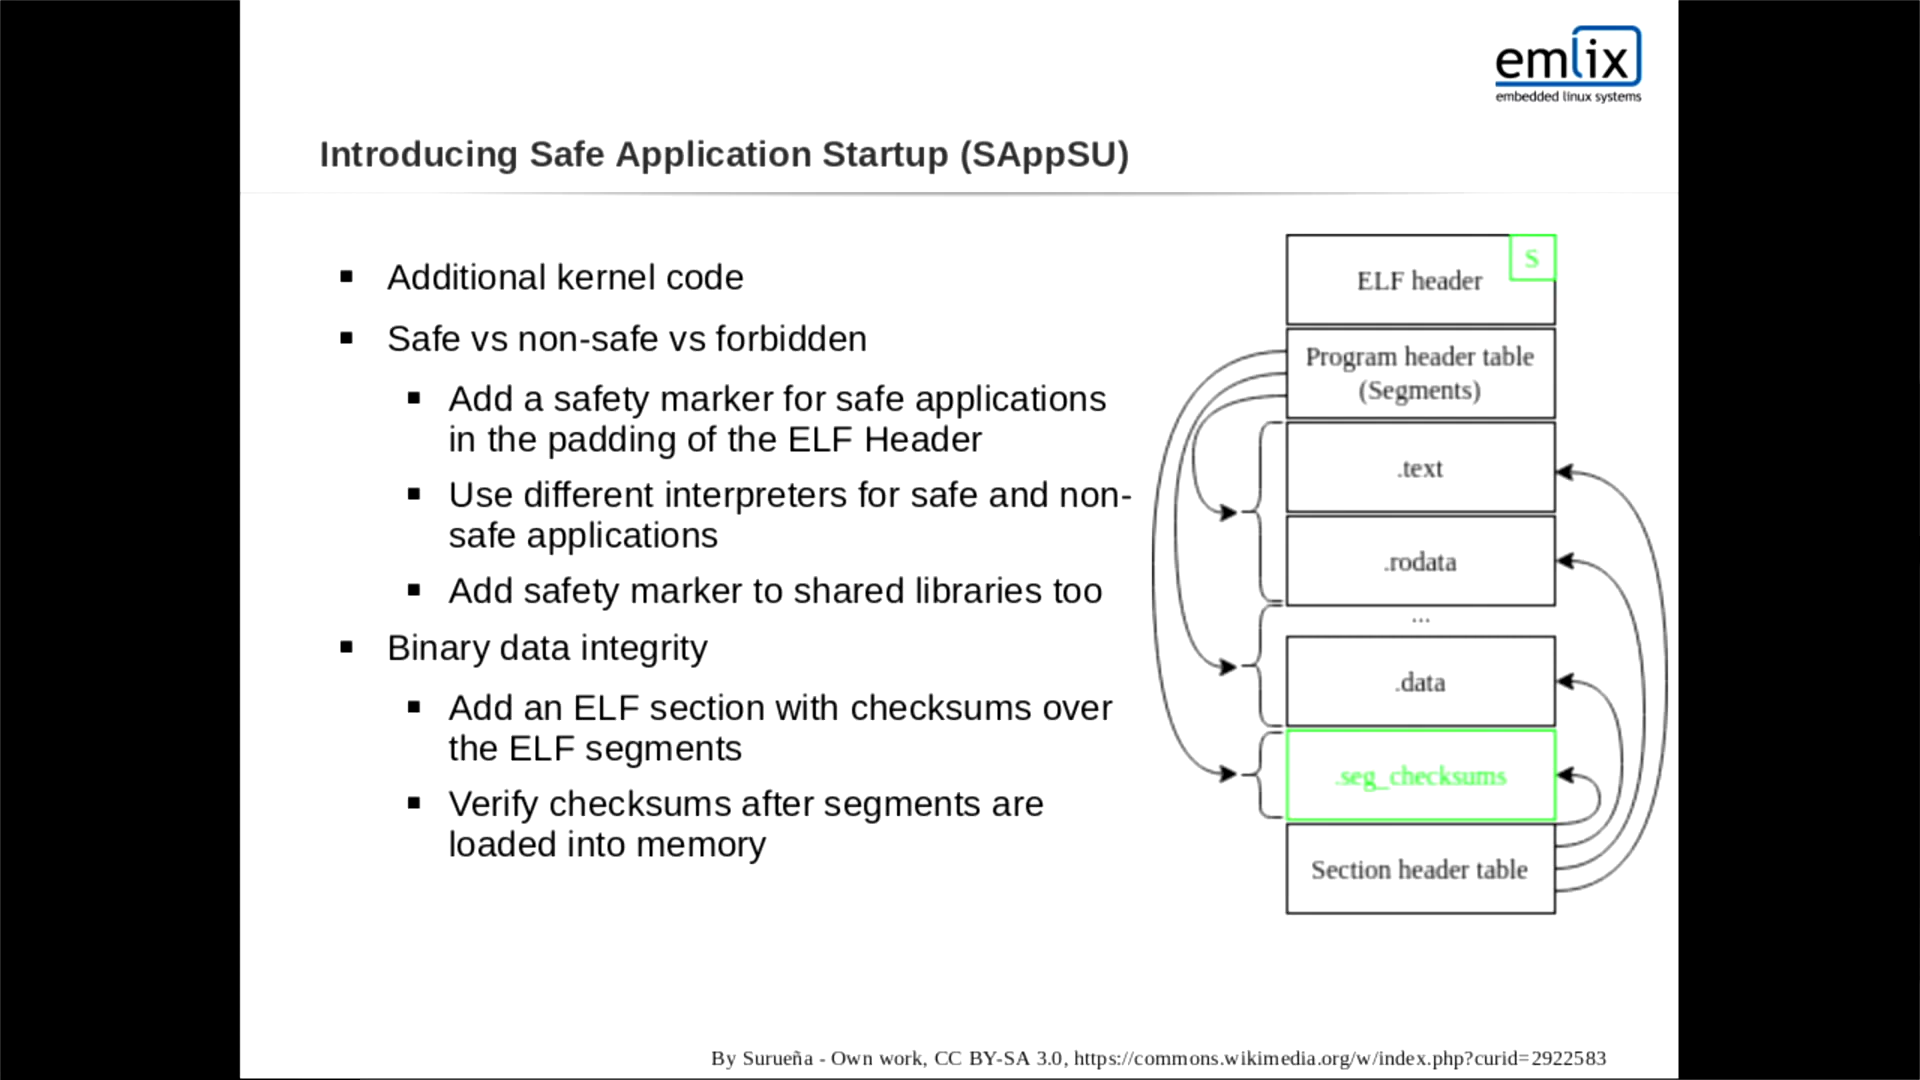 emlix
embedded linux systems
Introducing Safe Application Startup (SAppSU)
Additional kernel code
Safe vs non-safe vs forbidden
Add a safety marker for safe applications
in the padding of the ELF Header
Use different interpreters for safe and non-
safe applications
Add safety marker to shared libraries too
Binary data integrity
Add an ELF section with checksums over
the ELF segments
Verify checksums after segments are
loaded into memory
S
ELF header
Program header table
(Segments)
.text
.rodata
...
.data
.seg_checksums
Section header table
By Surueña - Own work, CC BY-SA 3.0, https://commons.wikimedia.org/w/index.php?curid=2922583